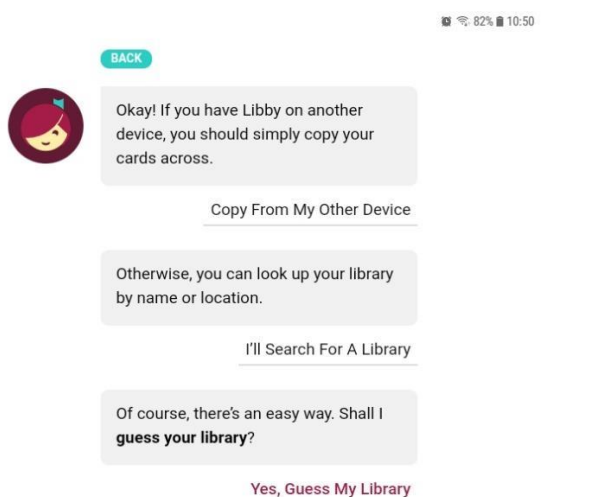 82% 10:50
BACK
Okay! If you have Libby on another
device, you should simply copy your
cards across.
Copy From My Other Device
Otherwise, you can look up your library
by name or location.
I'll Search For A Library
Of course, there's an easy way. Shall I
guess your library?
Yes, Guess My Library